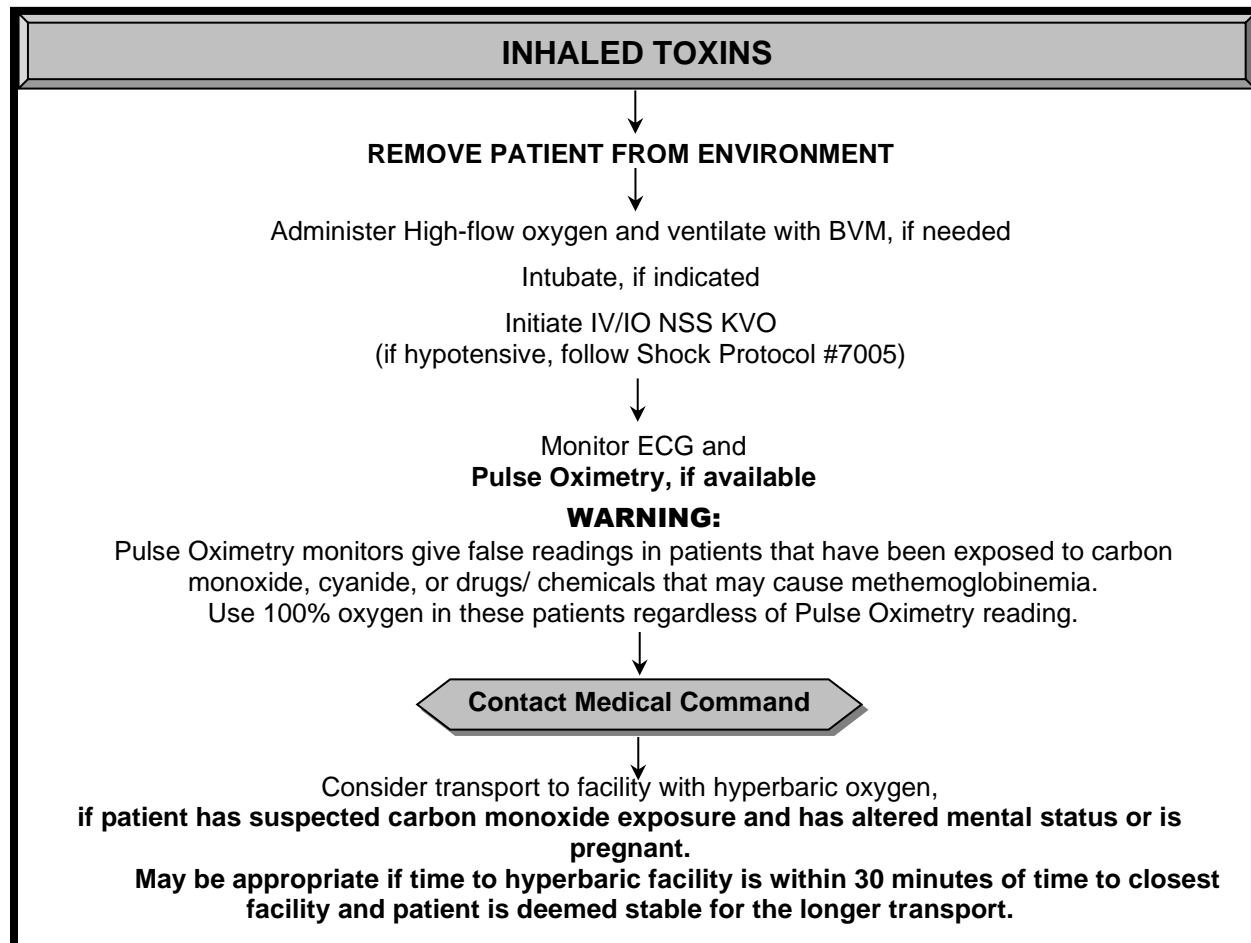 INHALED TOXINS
REMOVE PATIENT FROM ENVIRONMENT
Administer High-flow oxygen and ventilate with BVM, if needed
Intubate, if indicated
Initiate IV/IO NSS KVO
(if hypotensive, follow Shock Protocol #7005)
Monitor ECG and
Pulse Oximetry, if available
WARNING:
Pulse Oximetry monitors give false readings in patients that have been exposed to carbon
monoxide, cyanide, or drugs/ chemicals that may cause methemoglobinemia.
Use 100% oxygen in these patients regardless of Pulse Oximetry reading.
Contact Medical Command
Consider transport to facility with hyperbaric oxygen,
if patient has suspected carbon monoxide exposure and has altered mental status or is
pregnant.
May be appropriate if time to hyperbaric facility is within 30 minutes of time to closest
facility and patient is deemed stable for the longer transport.